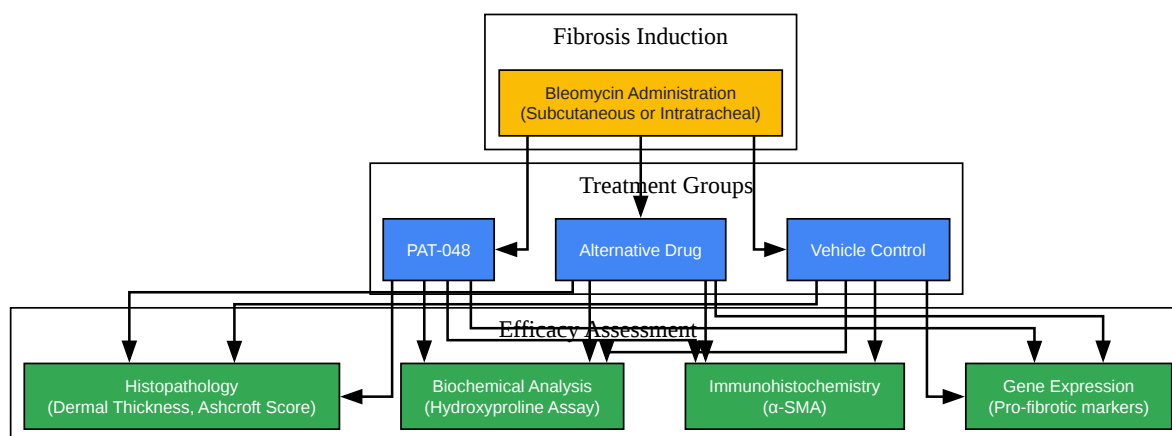 Fibrosis Induction
Bleomycin Administration
(Subcutaneous or Intratracheal)
Treatment Groups
PAT-048
Alternative Drug
Vehicle Control
Efficacy Assessment
Histopathology
(Dermal Thickness, Ashcroft Score)
Biochemical Analysis
(Hydroxyproline Assay)
Immunohistochemistry
(α-SMA)
Gene Expression
(Pro-fibrotic markers)